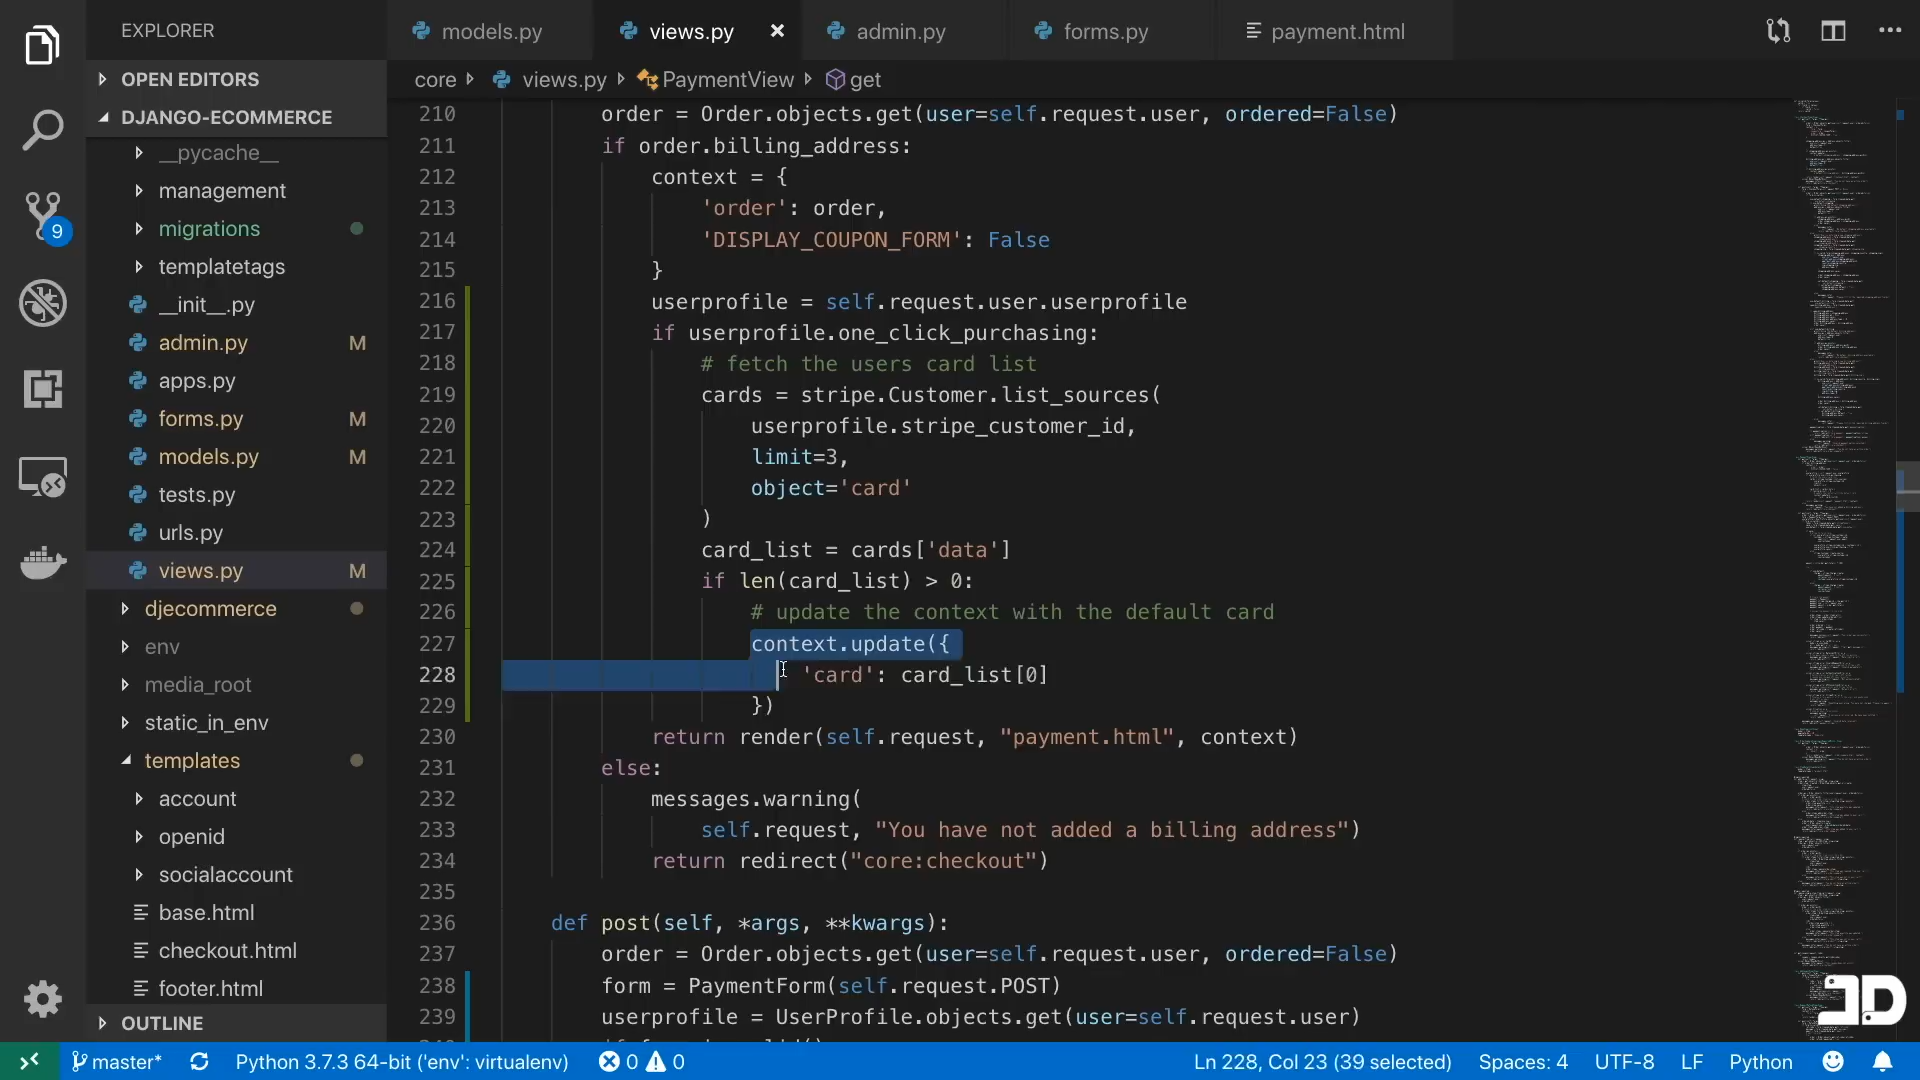 EXPLORER
models.py
views.py
admin.py
forms.py
payment.html
OPEN EDITORS
DJANGO-ECOMMERCE
__pycache__
management
migrations
templatetags
__init__.py
admin.py M
apps.py
forms.py M
models.py M
tests.py
urls.py
views.py M
djecommerce
env
media_root
static_in_env
templates
account
openid
socialaccount
base.html
checkout.html
footer.html
OUTLINE
9
core views.py PaymentView get
210 order = Order.objects.get(user=self.request.user, ordered=False)
211 if order.billing_address:
212 context = {
213 'order': order,
214 'DISPLAY_COUPON_FORM': False
215 }
216 userprofile = self.request.user.userprofile
217 if userprofile.one_click_purchasing:
218 # fetch the users card list
219 cards = stripe.Customer.list_sources(
220 userprofile.stripe_customer_id,
221 limit=3,
222 object='card'
223 )
224 card_list = cards['data']
225 if len(card_list) > 0:
226 # update the context with the default card
227 context.update({
228 'card': card_list[0]
229 })
230 return render(self.request, "payment.html", context)
231 else:
232 messages.warning(
233 self.request, "You have not added a billing address")
234 return redirect("core:checkout")
235
236 def post(self, *args, **kwargs):
237 order = Order.objects.get(user=self.request.user, ordered=False)
238 form = PaymentForm(self.request.POST)
239 userprofile = UserProfile.objects.get(user=self.request.user)
JD
master* Python 3.7.3 64-bit ('env': virtualenv) 0 0 Ln 228, Col 23 (39 selected) Spaces: 4 UTF-8 LF Python